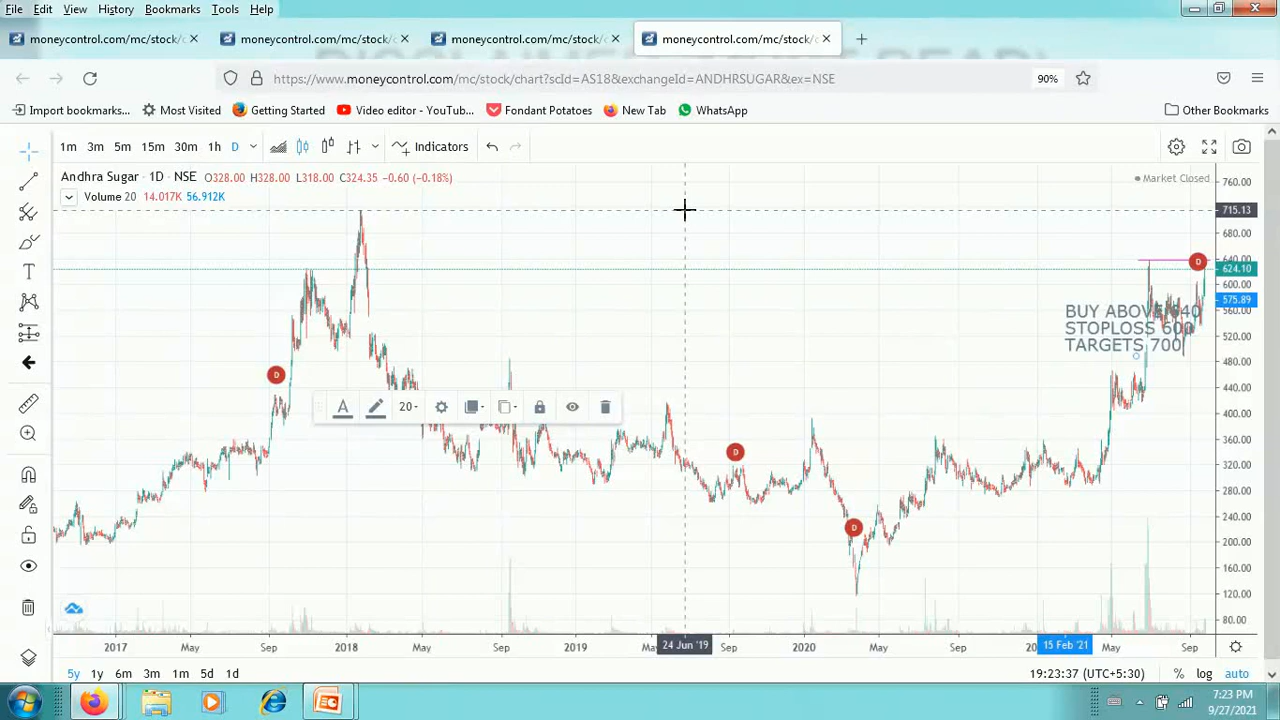 File Edit View History Bookmarks Tools Help
moneycontrol.com/mc/stock/c moneycontrol.com/mc/stock/c moneycontrol.com/mc/stock/c moneycontrol.com/mc/stock/c
https://www.moneycontrol.com/mc/stock/chart?scId=AS18&exchangeId=ANDHRSUGAR&ex=NSE 90%
Import bookmarks... Most Visited Getting Started Video editor - YouTub... Fondant Potatoes New Tab WhatsApp Other Bookmarks
1m 3m 5m 15m 30m 1h D Indicators
Andhra Sugar · 1D · NSE O328.00 H328.00 L318.00 C324.35 −0.60 (−0.18%) Market Closed
Volume 20 14.017K 56.912K
760.00
715.13
680.00
640.00
624.10
600.00
575.89
560.00
520.00
480.00
440.00
400.00
360.00
320.00
280.00
240.00
200.00
160.00
120.00
80.00
D
D
D
D
BUY ABOVE 640
STOPLOSS 600
TARGETS 700
20
2017 May Sep 2018 May Sep 2019 May 24 Jun '19 Sep 2020 May Sep 15 Feb '21 May Sep
5y 1y 6m 3m 1m 5d 1d 19:23:37 (UTC+5:30) % log auto
7:23 PM
9/27/2021